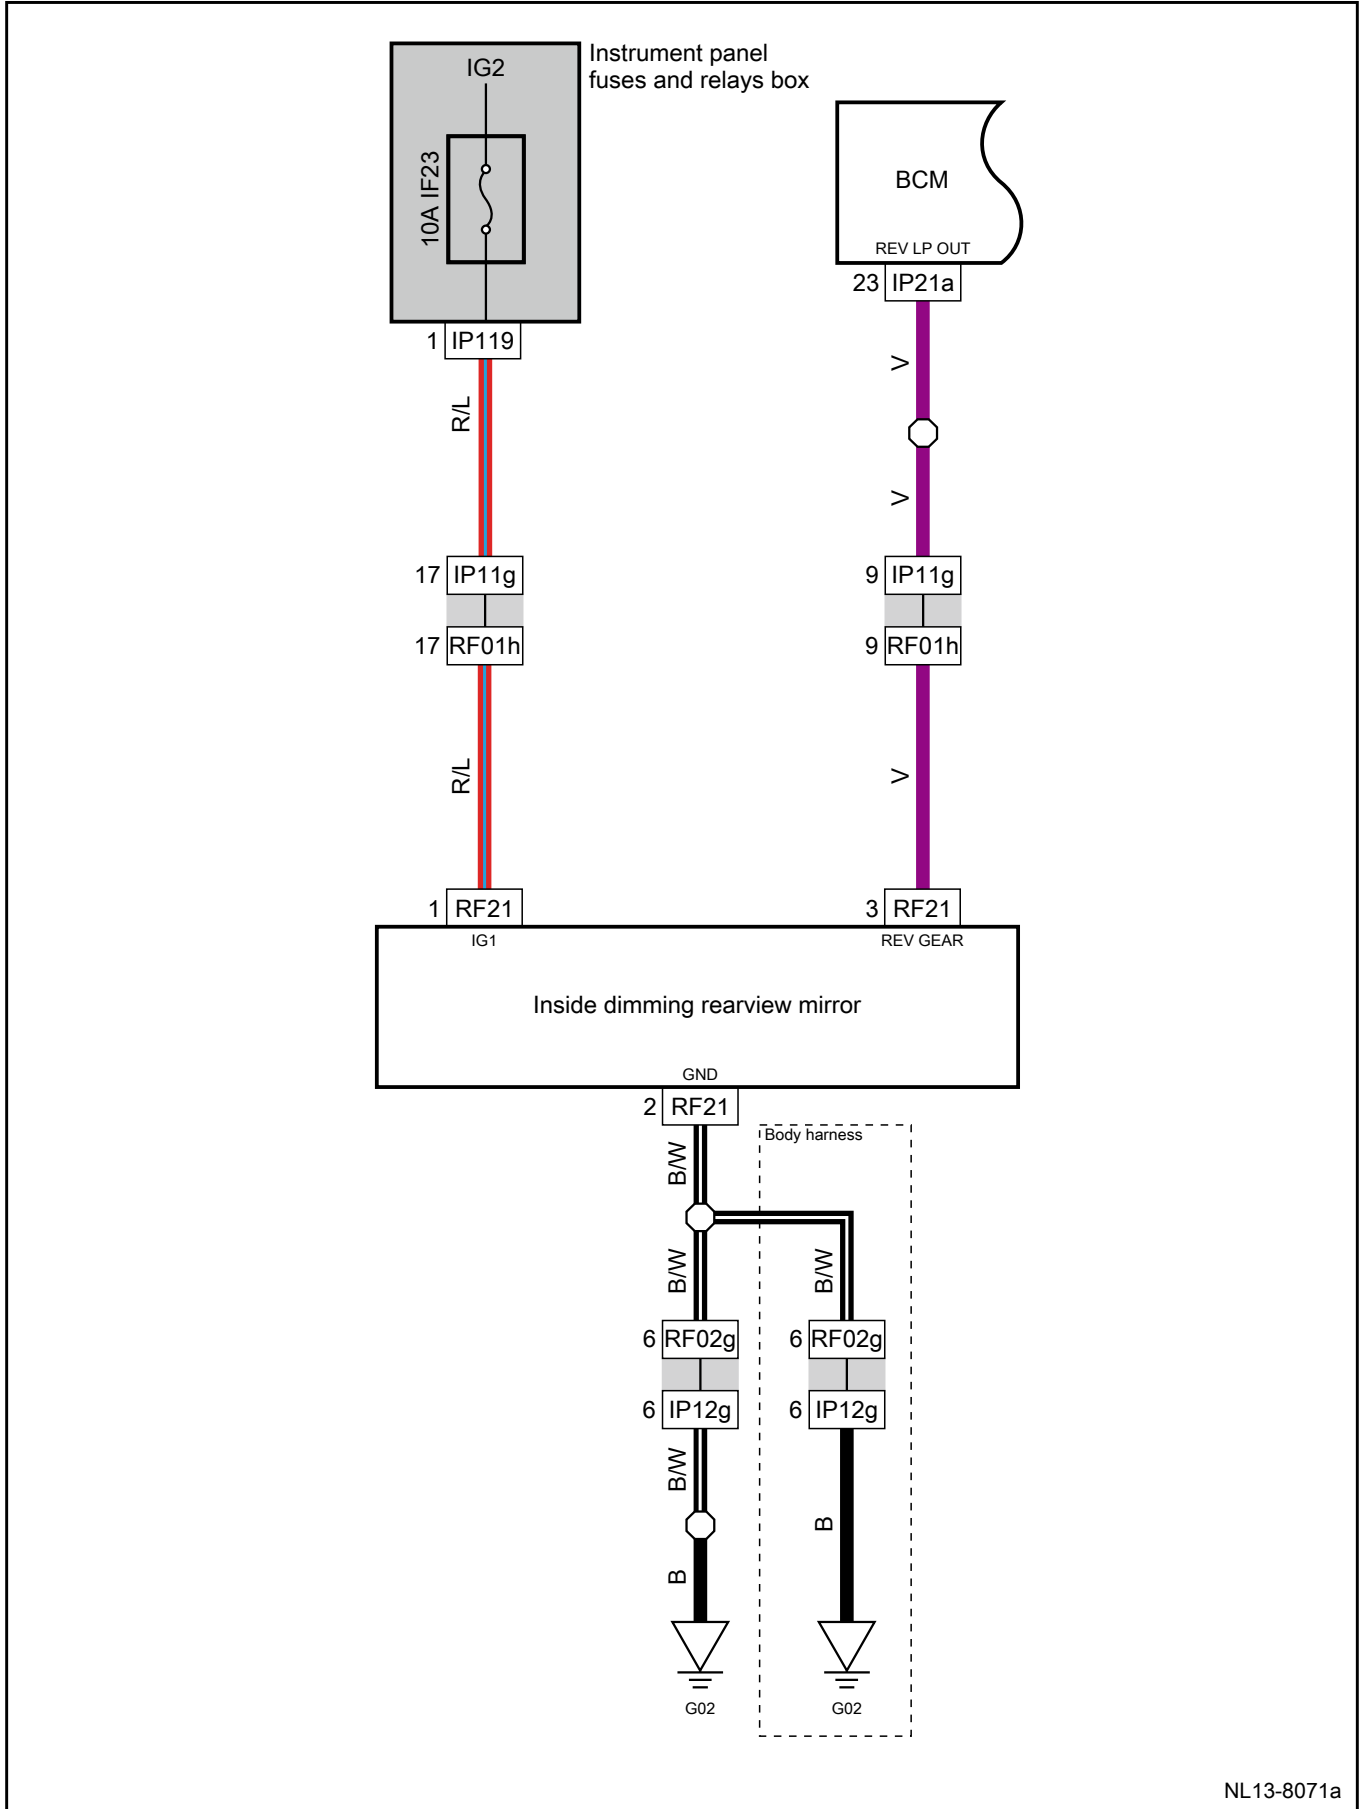 Instrument panel
fuses and relays box
IG2
10A IF23
BCM
REV LP OUT
23 IP21a
1 IP119
V
R/L
V
17 IP11g
9 IP11g
17 RF01h
9 RF01h
R/L
V
1 RF21
3 RF21
IG1
REV GEAR
Inside dimming rearview mirror
GND
2 RF21
Body harness
B/W
B/W
B/W
6 RF02g
6 RF02g
6 IP12g
6 IP12g
B/W
B
B
G02
G02
NL13-8071a